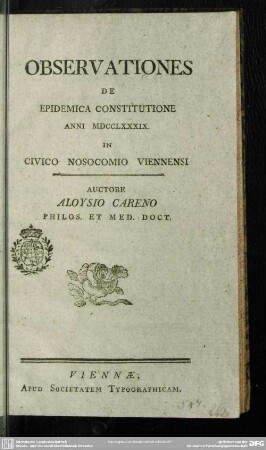 OBSERVATIONES
DE
EPIDEMICA CONSTITUTIONE
ANNI MDCCLXXXIX.
IN
CIVICO NOSOCOMIO VIENNENSI
AUCTORE
ALOYSIO CARENO
PHILOS. ET MED. DOCT.
VIENNÆ,
APUD SOCIETATEM TYPOGRAPHICAM.